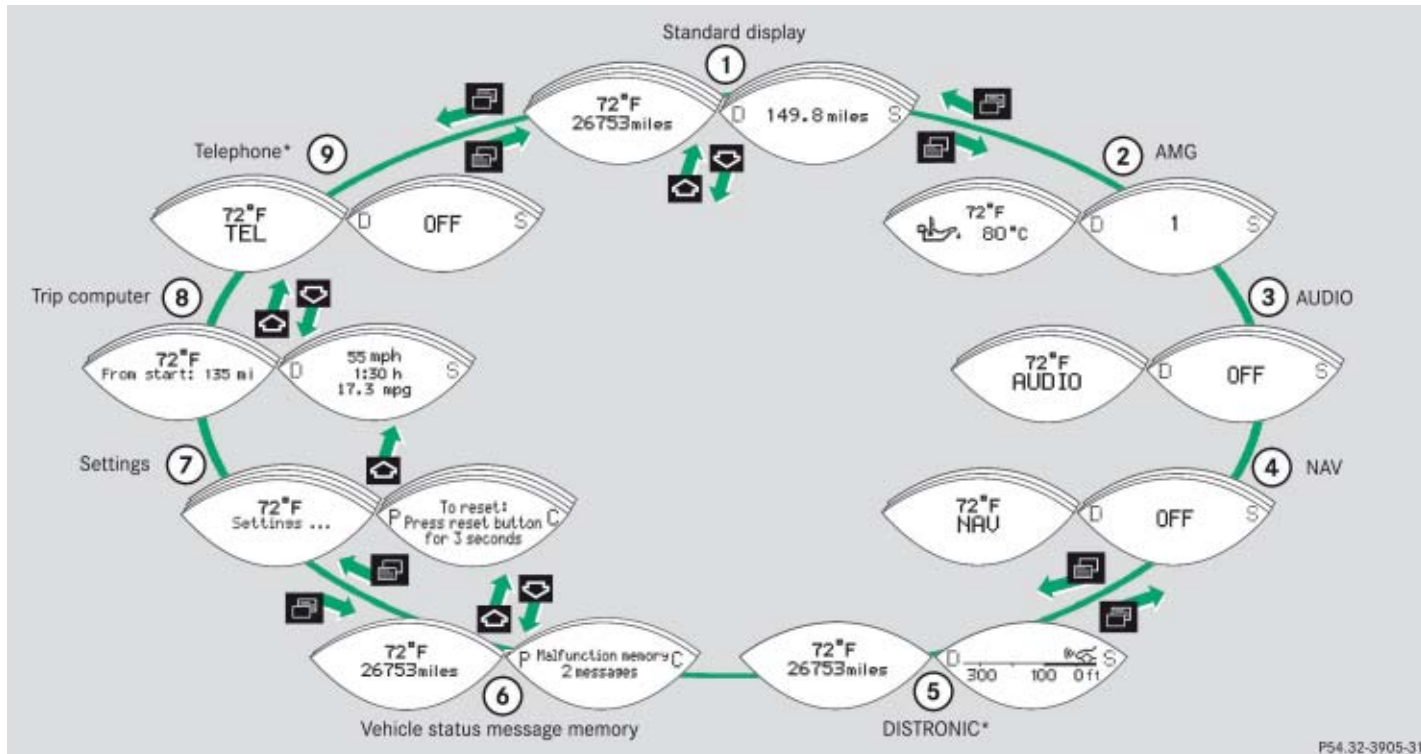 Standard display
1
72°F
26753miles
D 149.8 miles S
Telephone* 9
2 AMG
72°F
TEL
D OFF S
72°F
80°C
D 1 S
Trip computer 8
3 AUDIO
72°F
From start: 135 mi
D 55 mph S
1:30 h
17.3 mpg
72°F
AUDIO
D OFF S
Settings 7
4 NAV
72°F
Settings ...
To reset:
P Press reset button C
for 3 seconds
72°F
NAV
D OFF S
72°F
26753miles
P Malfunction memory C
2 messages
72°F
26753miles
D S
300 100 0ft
6
Vehicle status message memory
5
DISTRONIC*
P54.32-3905-31